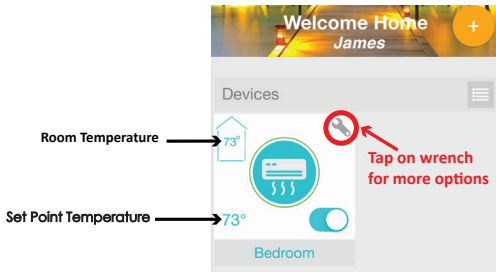 Welcome Home
James
+
Devices
Room Temperature
73°
Tap on wrench
for more options
Set Point Temperature
73°
Bedroom